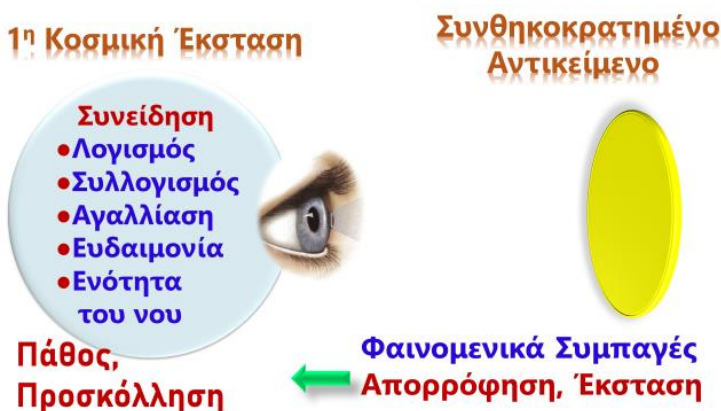 1η Κοσμική Έκσταση
Συνθηκοκρατημένο
Αντικείμενο
Συνείδηση
●Λογισμός
●Συλλογισμός
●Αγαλλίαση
●Ευδαιμονία
●Ενότητα
του νου
Πάθος,
Προσκόλληση
Φαινομενικά Συμπαγές
Απορρόφηση, Έκσταση